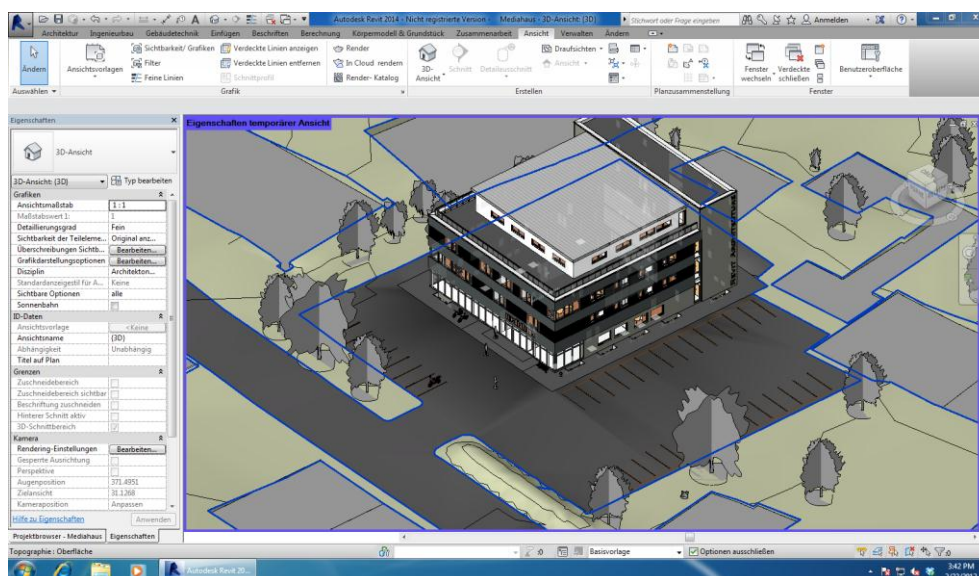 Autodesk Revit 2014 - Nicht registrierte Version - Mediahaus - 3D-Ansicht: {3D}
Stichwort oder Frage eingeben
Anmelden
Architektur Ingenieurbau Gebäudetechnik Einfügen Beschriften Berechnung Körpermodell & Grundstück Zusammenarbeit Ansicht Verwalten Ändern
Ändern
Ansichtsvorlagen
Sichtbarkeit/ Grafiken
Filter
Feine Linien
Verdeckte Linien anzeigen
Verdeckte Linien entfernen
Schnittprofil
Render
In Cloud rendern
Render- Katalog
3D-
Ansicht
Schnitt
Detailausschnitt
Draufsichten
Ansicht
Fenster
wechseln
Verdeckte
schließen
Benutzeroberfläche
Auswählen Grafik Erstellen Planzusammenstellung Fenster
Eigenschaften
3D-Ansicht
3D-Ansicht: {3D} Typ bearbeiten
Grafiken
Ansichtsmaßstab 1 : 1
Maßstabswert 1: 1
Detaillierungsgrad Fein
Sichtbarkeit der Teileleme... Original anz...
Überschreibungen Sichtb... Bearbeiten...
Grafikdarstellungsoptionen Bearbeiten...
Disziplin Architekton...
Standardanzeigestil für A... Keine
Sichtbare Optionen alle
Sonnenbahn
ID-Daten
Ansichtsvorlage <Keine
Ansichtsname {3D}
Abhängigkeit Unabhängig
Titel auf Plan
Grenzen
Zuschneidebereich
Zuschneidebereich sichtbar
Beschriftung zuschneiden
Hinterer Schnitt aktiv
3D-Schnittbereich
Kamera
Rendering-Einstellungen Bearbeiten...
Gesperrte Ausrichtung
Perspektive
Augenposition 371.4951
Zielansicht 31.1268
Kameraposition Anpassen
Hilfe zu Eigenschaften Anwenden
Projektbrowser - Mediahaus Eigenschaften
Eigenschaften temporärer Ansicht
REVIT ARCHITECTURE
Topographie : Oberfläche
:0
Basisvorlage
Optionen ausschließen
:0
Autodesk Revit 20...
3:42 PM